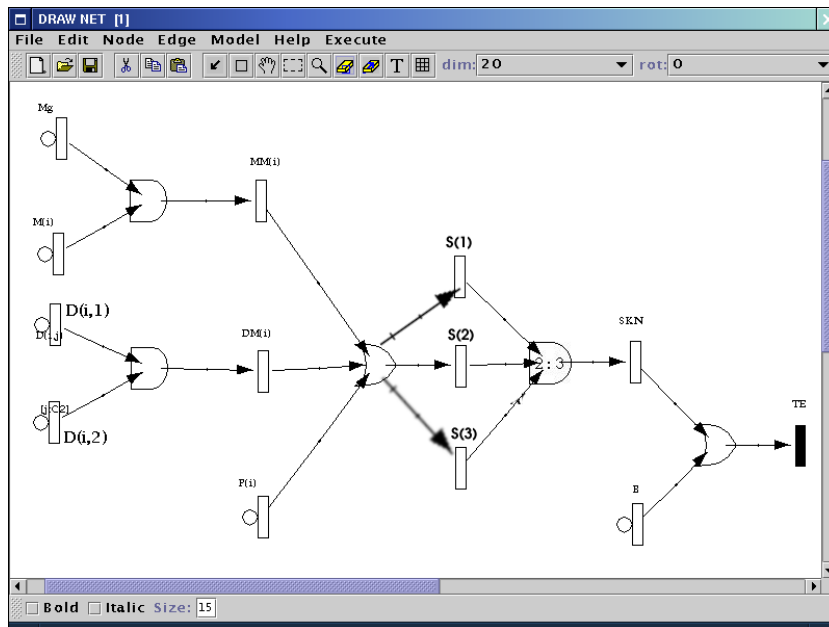 DRAW NET [1]
File Edit Node Edge Model Help Execute
T dim: 20 rot: 0
Mg
MM(i)
M(i)
S(1)
D(i,1)
D(i,j)
SKN
DM(i)
S(2)
2:3
[j:C2]
D(i,2)
S(3)
TE
P(i)
B
Bold Italic Size: 15